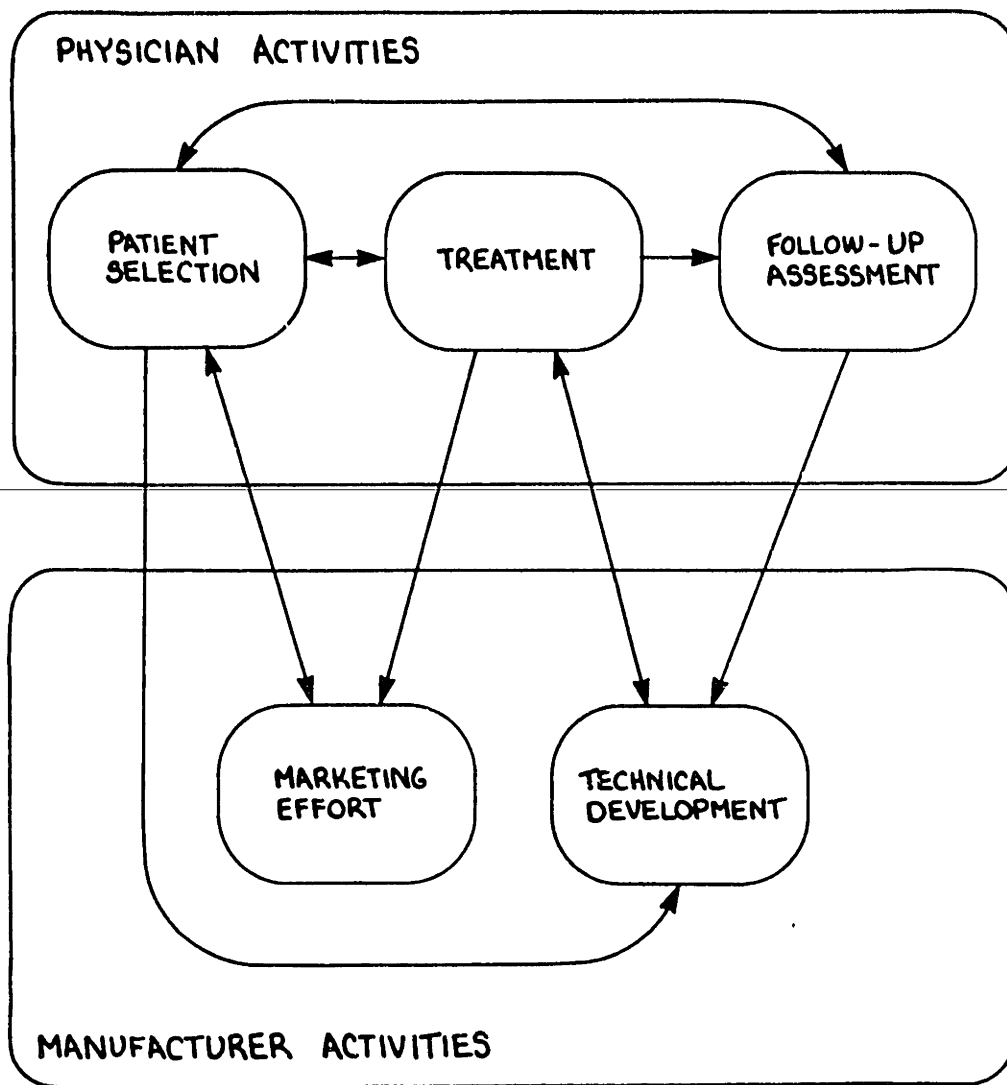 PHYSICIAN ACTIVITIES
PATIENT
SELECTION
TREATMENT
FOLLOW-UP
ASSESSMENT
MARKETING
EFFORT
TECHNICAL
DEVELOPMENT
MANUFACTURER ACTIVITIES